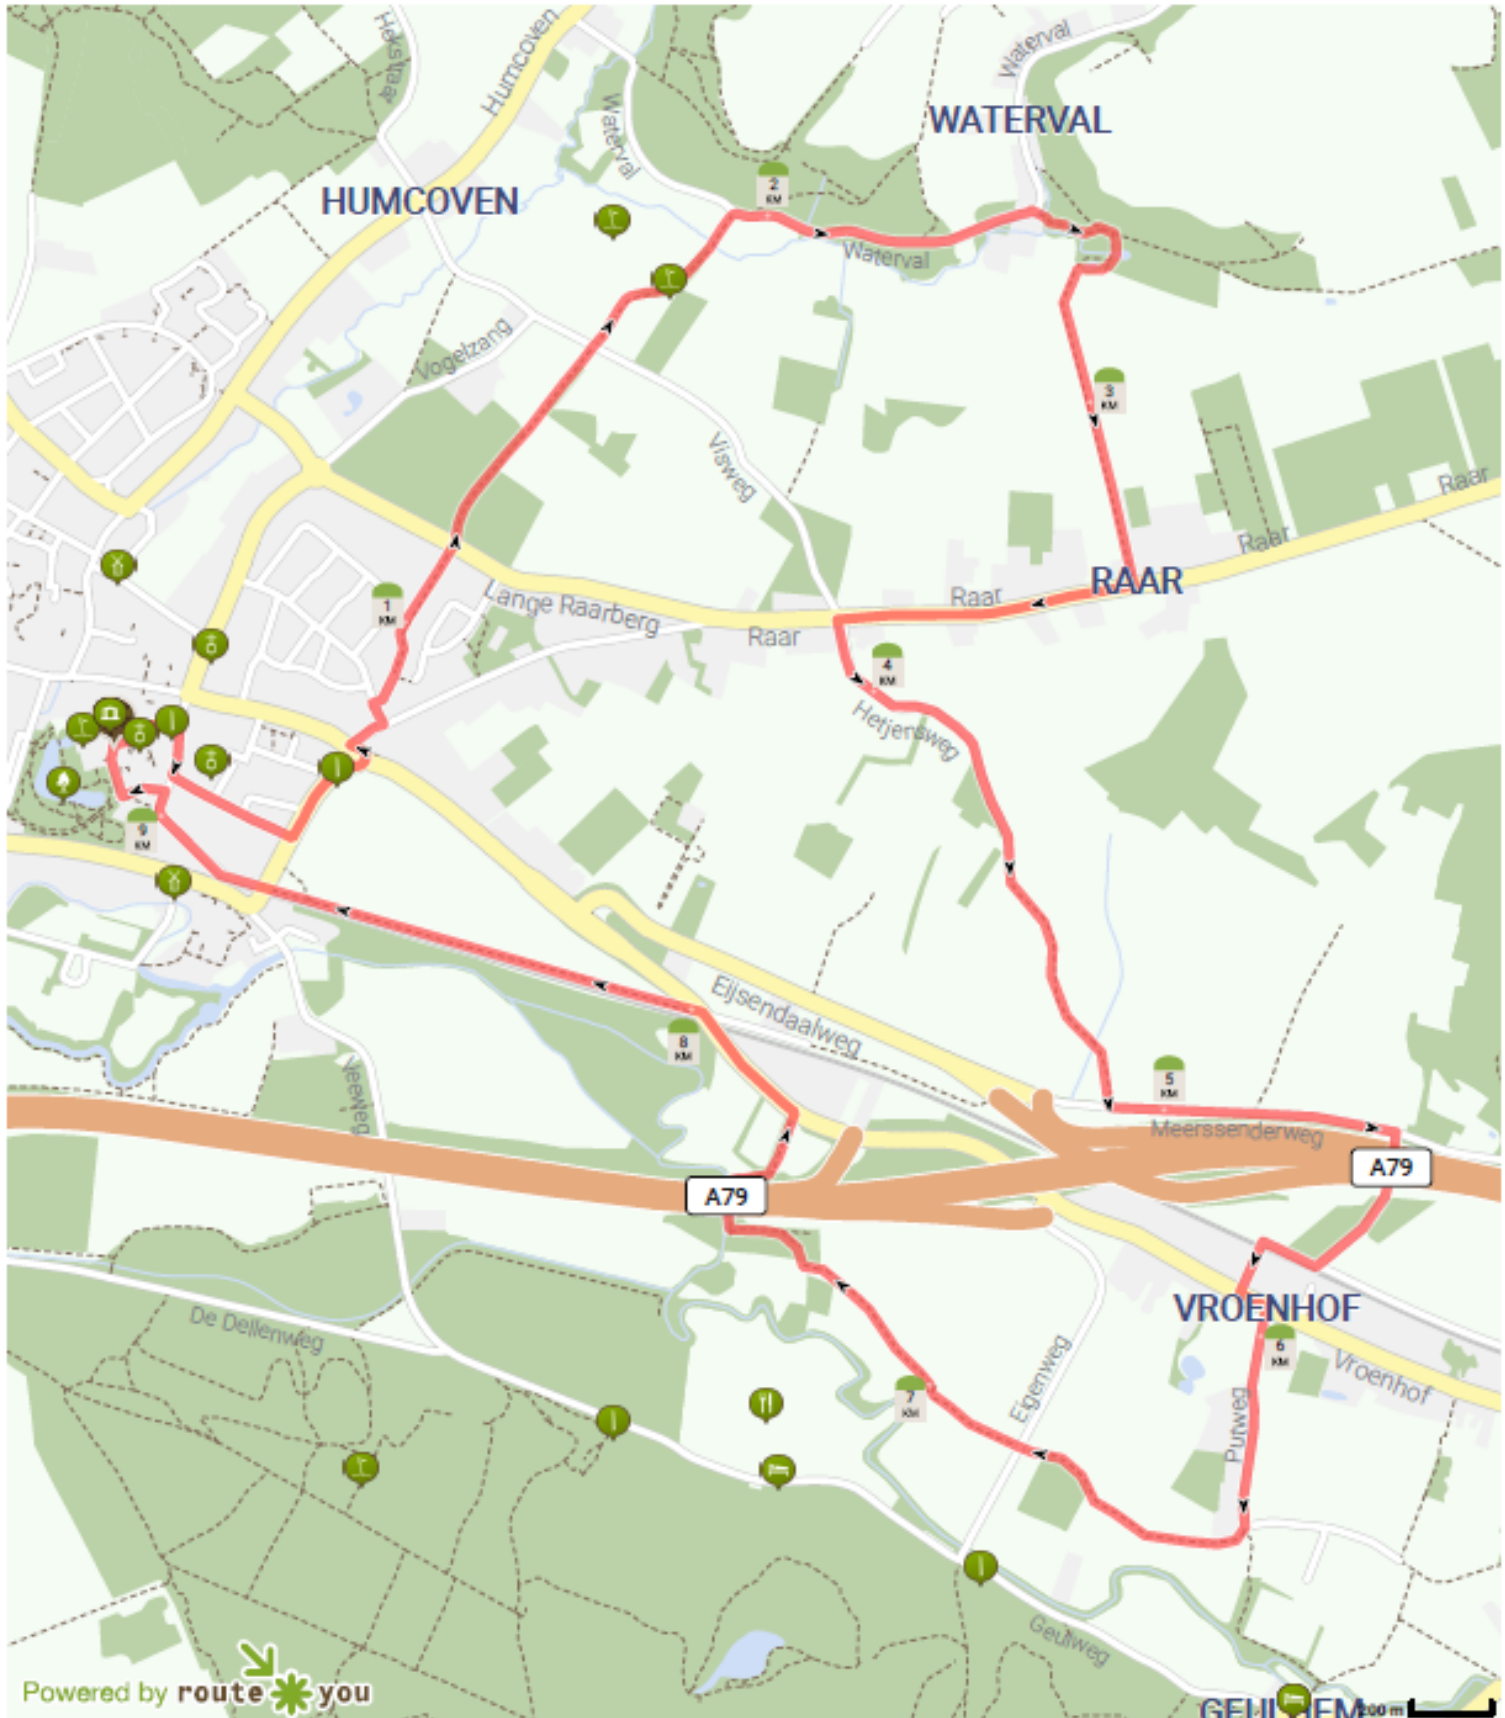 Hekstraar
Humcoven
Waterval
WATERVAL
Waterval
2
KM
HUMCOVEN
Waterval
Vogelzang
3
KM
Visweg
Raar
Raar
RAAR
1
KM
Lange Raarberg
Raar
Raar
4
KM
Hetjensweg
9
KM
Eijsendaalweg
8
KM
5
KM
Neeweg
Meerssenderweg
A79
A79
VROENHOF
De Dellenweg
6
KM
Vroenhof
7
KM
Eigenweg
Putweg
Geulweg
Powered by route you
GEULHEM
200 m